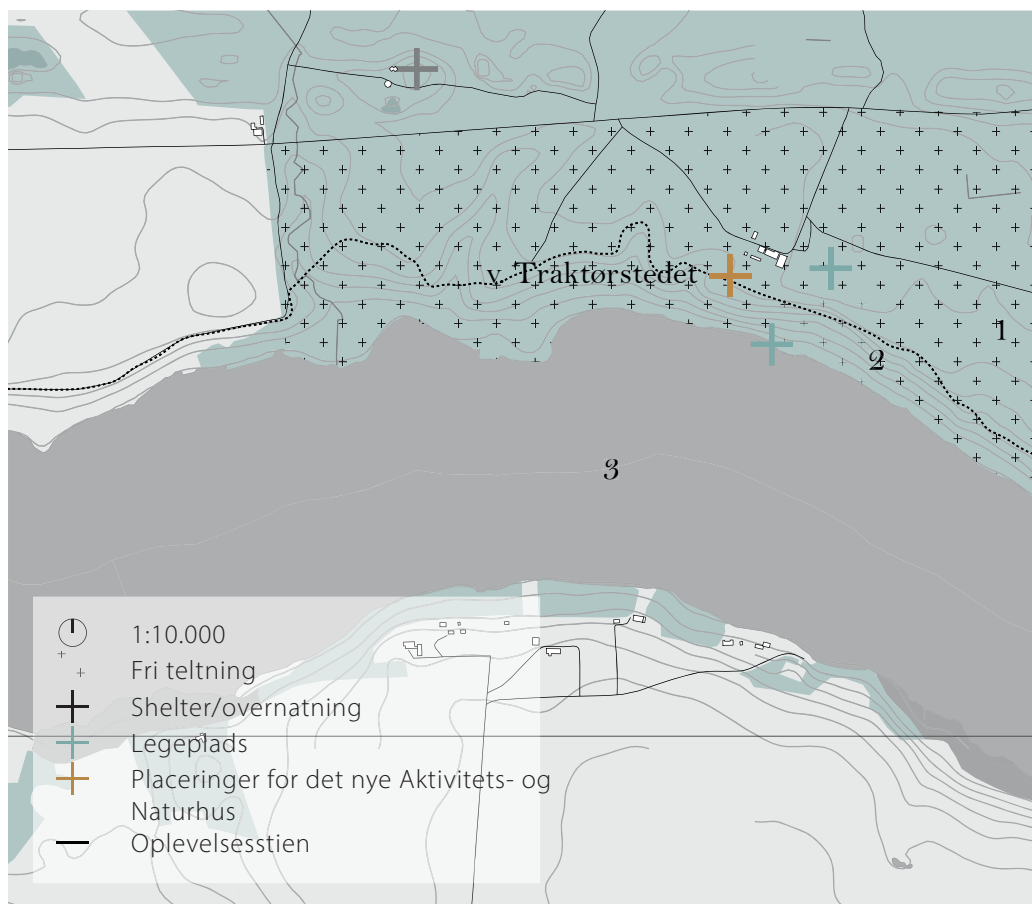 v. Traktørstedet
1
2
3
1:10.000
Fri teltning
Shelter/overnatning
Legeplads
Placeringer for det nye Aktivitets- og
Naturhus
Oplevelsesstien